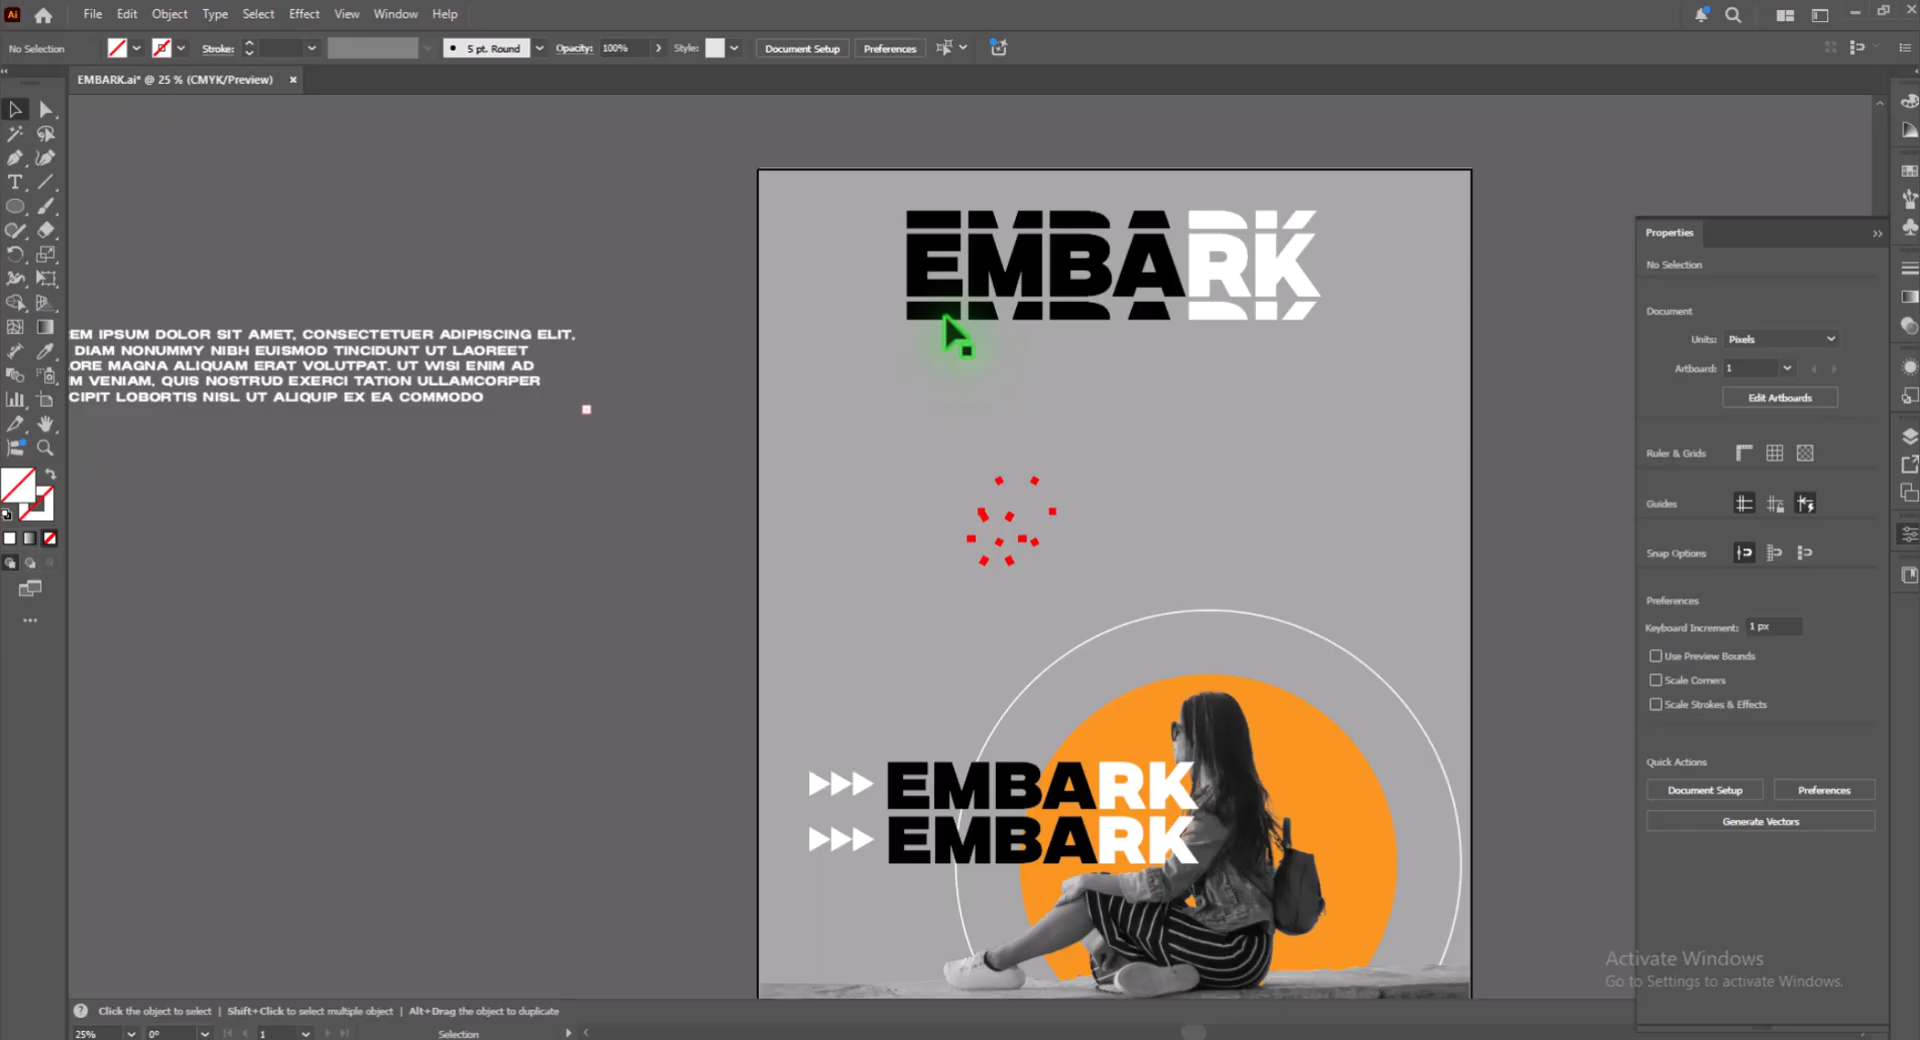 Ai File Edit Object Type Select Effect View Window Help
No Selection Stroke: 5 pt. Round Opacity: 100% Style: Document Setup Preferences
EMBARK.ai* @ 25 % (CMYK/Preview) ×
EMBARK
EM IPSUM DOLOR SIT AMET, CONSECTETUER ADIPISCING ELIT,
DIAM NONUMMY NIBH EUISMOD TINCIDUNT UT LAOREET
ORE MAGNA ALIQUAM ERAT VOLUTPAT. UT WISI ENIM AD
M VENIAM, QUIS NOSTRUD EXERCI TATION ULLAMCORPER
CIPIT LOBORTIS NISL UT ALIQUIP EX EA COMMODO
EMBARK
EMBARK
Properties
No Selection
Document
Units: Pixels
Artboard: 1
Edit Artboards
Ruler & Grids
Guides
Snap Options
Preferences
Keyboard Increment: 1 px
Use Preview Bounds
Scale Corners
Scale Strokes & Effects
Quick Actions
Document Setup Preferences
Generate Vectors
Activate Windows
Go to Settings to activate Windows.
Click the object to select | Shift+Click to select multiple object | Alt+Drag the object to duplicate
25% 0° 1 Selection